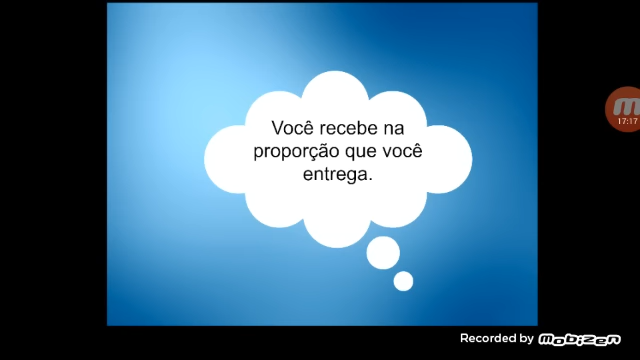 Você recebe na
proporção que você
entrega.
17:17
Recorded by mobizen